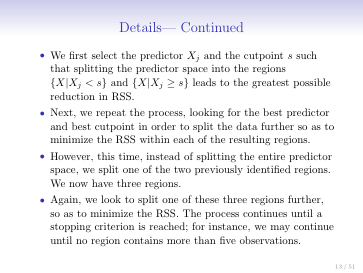 Details— Continued
• We first select the predictor Xj and the cutpoint s such
that splitting the predictor space into the regions
{X|Xj < s} and {X|Xj ≥ s} leads to the greatest possible
reduction in RSS.
• Next, we repeat the process, looking for the best predictor
and best cutpoint in order to split the data further so as to
minimize the RSS within each of the resulting regions.
• However, this time, instead of splitting the entire predictor
space, we split one of the two previously identified regions.
We now have three regions.
• Again, we look to split one of these three regions further,
so as to minimize the RSS. The process continues until a
stopping criterion is reached; for instance, we may continue
until no region contains more than five observations.
13 / 51